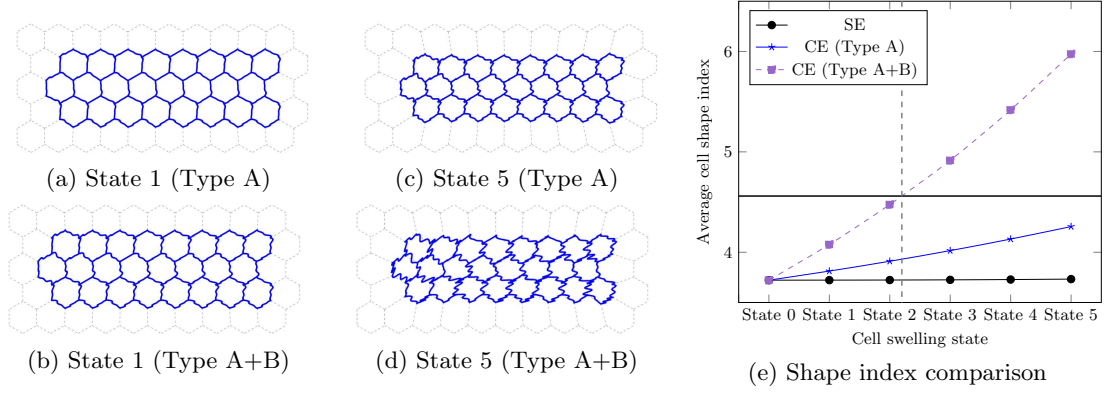 (a) State 1 (Type A)
(b) State 1 (Type A+B)
(c) State 5 (Type A)
(d) State 5 (Type A+B)
SE
CE (Type A)
CE (Type A+B)
6
5
4
Average cell shape index
State 0 State 1 State 2 State 3 State 4 State 5
Cell swelling state
(e) Shape index comparison